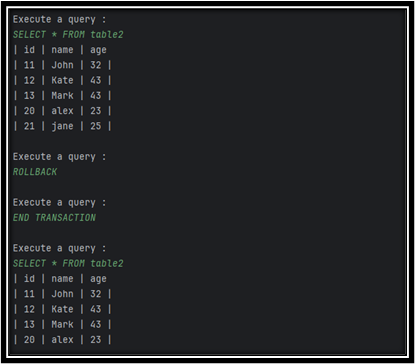 Execute a query :
SELECT * FROM table2
| id | name | age
| 11 | John | 32 |
| 12 | Kate | 43 |
| 13 | Mark | 43 |
| 20 | alex | 23 |
| 21 | jane | 25 |
Execute a query :
ROLLBACK
Execute a query :
END TRANSACTION
Execute a query :
SELECT * FROM table2
| id | name | age
| 11 | John | 32 |
| 12 | Kate | 43 |
| 13 | Mark | 43 |
| 20 | alex | 23 |